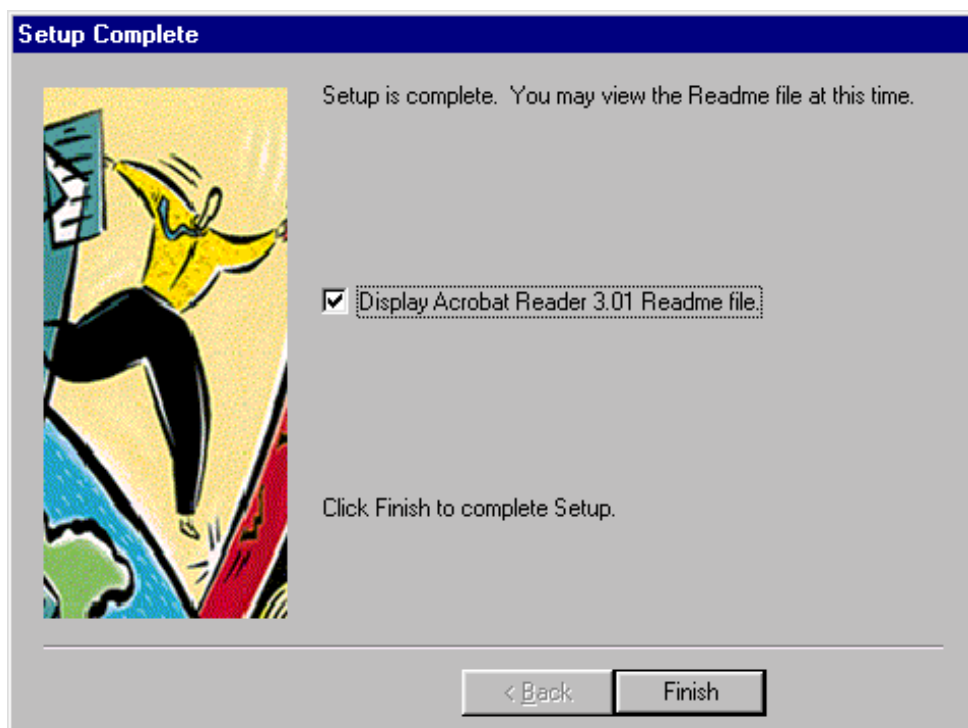 Setup Complete
Setup is complete.  You may view the Readme file at this time.
Display Acrobat Reader 3.01 Readme file.
Click Finish to complete Setup.
< Back
Finish